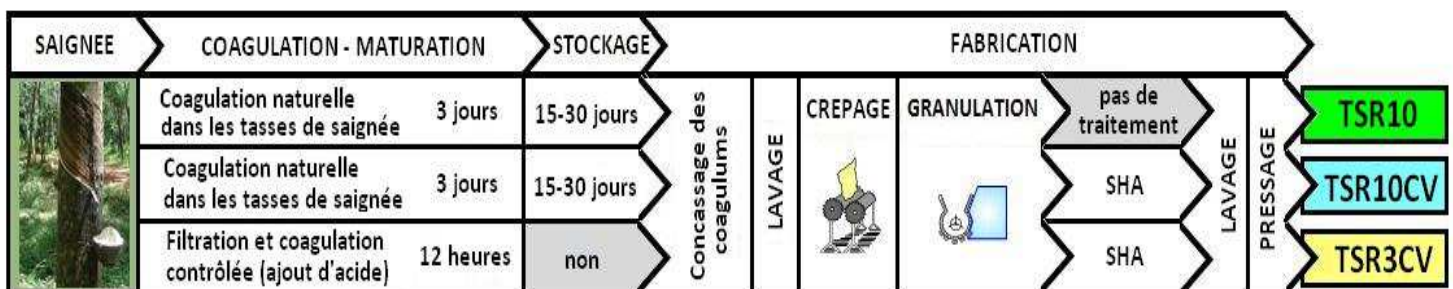 SAIGNEE
COAGULATION - MATURATION
STOCKAGE
FABRICATION
Coagulation naturelle
dans les tasses de saignée
3 jours
15-30 jours
Coagulation naturelle
dans les tasses de saignée
3 jours
15-30 jours
Filtration et coagulation
contrôlée (ajout d'acide)
12 heures
non
Concassage des
coagulums
LAVAGE
CREPAGE
GRANULATION
pas de
traitement
SHA
SHA
LAVAGE
PRESSAGE
TSR10
TSR10CV
TSR3CV